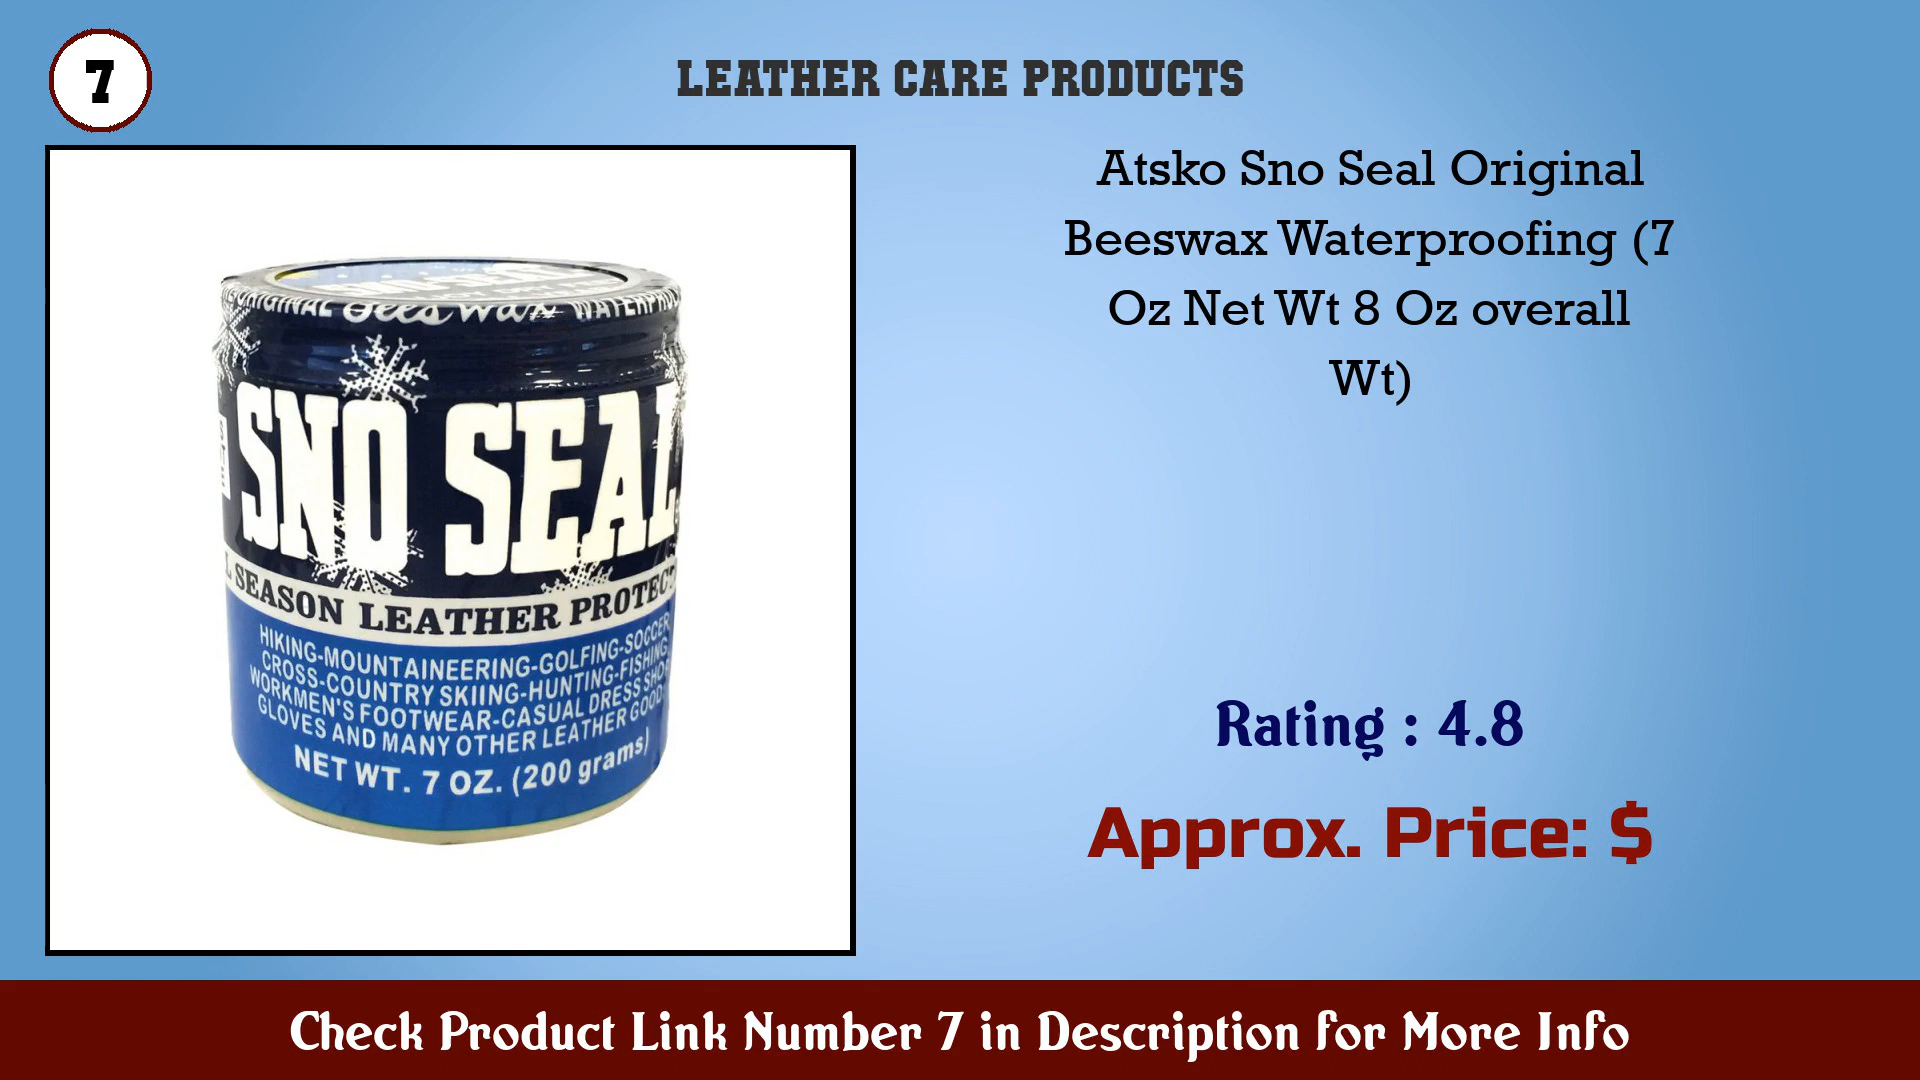 7
LEATHER CARE PRODUCTS
Atsko Sno Seal Original
Beeswax Waterproofing (7
Oz Net Wt 8 Oz overall
Wt)
ORIGINAL Bees Wax
SNO SEAL
SEASON LEATHER
HIKING-MOUNTAINEERING-GOLFING-SOCCER
CROSS-COUNTRY SKIING-HUNTING-FISHING
WORKMEN'S FOOTWEAR-CASUAL DRESS
GLOVES AND MANY OTHER LEATHER
NET WT. 7 OZ. (200 grams)
Rating : 4.8
Approx. Price: $
Check Product Link Number 7 in Description for More Info